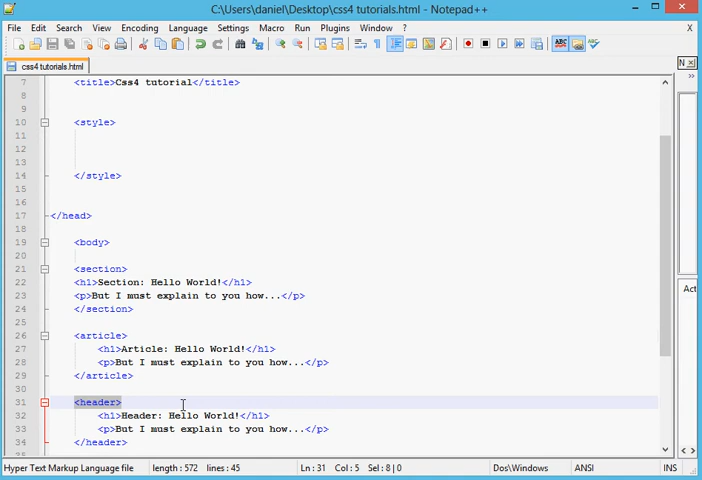 C:\Users\daniel\Desktop\css4 tutorials.html - Notepad++
File Edit Search View Encoding Language Settings Macro Run Plugins Window ? X
css4 tutorials.html
N
7 <title>Css4 tutorial</title>
8
9
10 <style>
11
12
13
14 </style>
15
16
17 </head>
18
19 <body>
20
21 <section>
22 <h1>Section: Hello World!</h1>
23 <p>But I must explain to you how...</p>
24 </section>
25
26 <article>
27 <h1>Article: Hello World!</h1>
28 <p>But I must explain to you how...</p>
29 </article>
30
31 <header>
32 <h1>Header: Hello World!</h1>
33 <p>But I must explain to you how...</p>
34 </header>
Act
Hyper Text Markup Language file length : 572 lines : 45 Ln : 31 Col : 5 Sel : 8 | 0 Dos\Windows ANSI INS